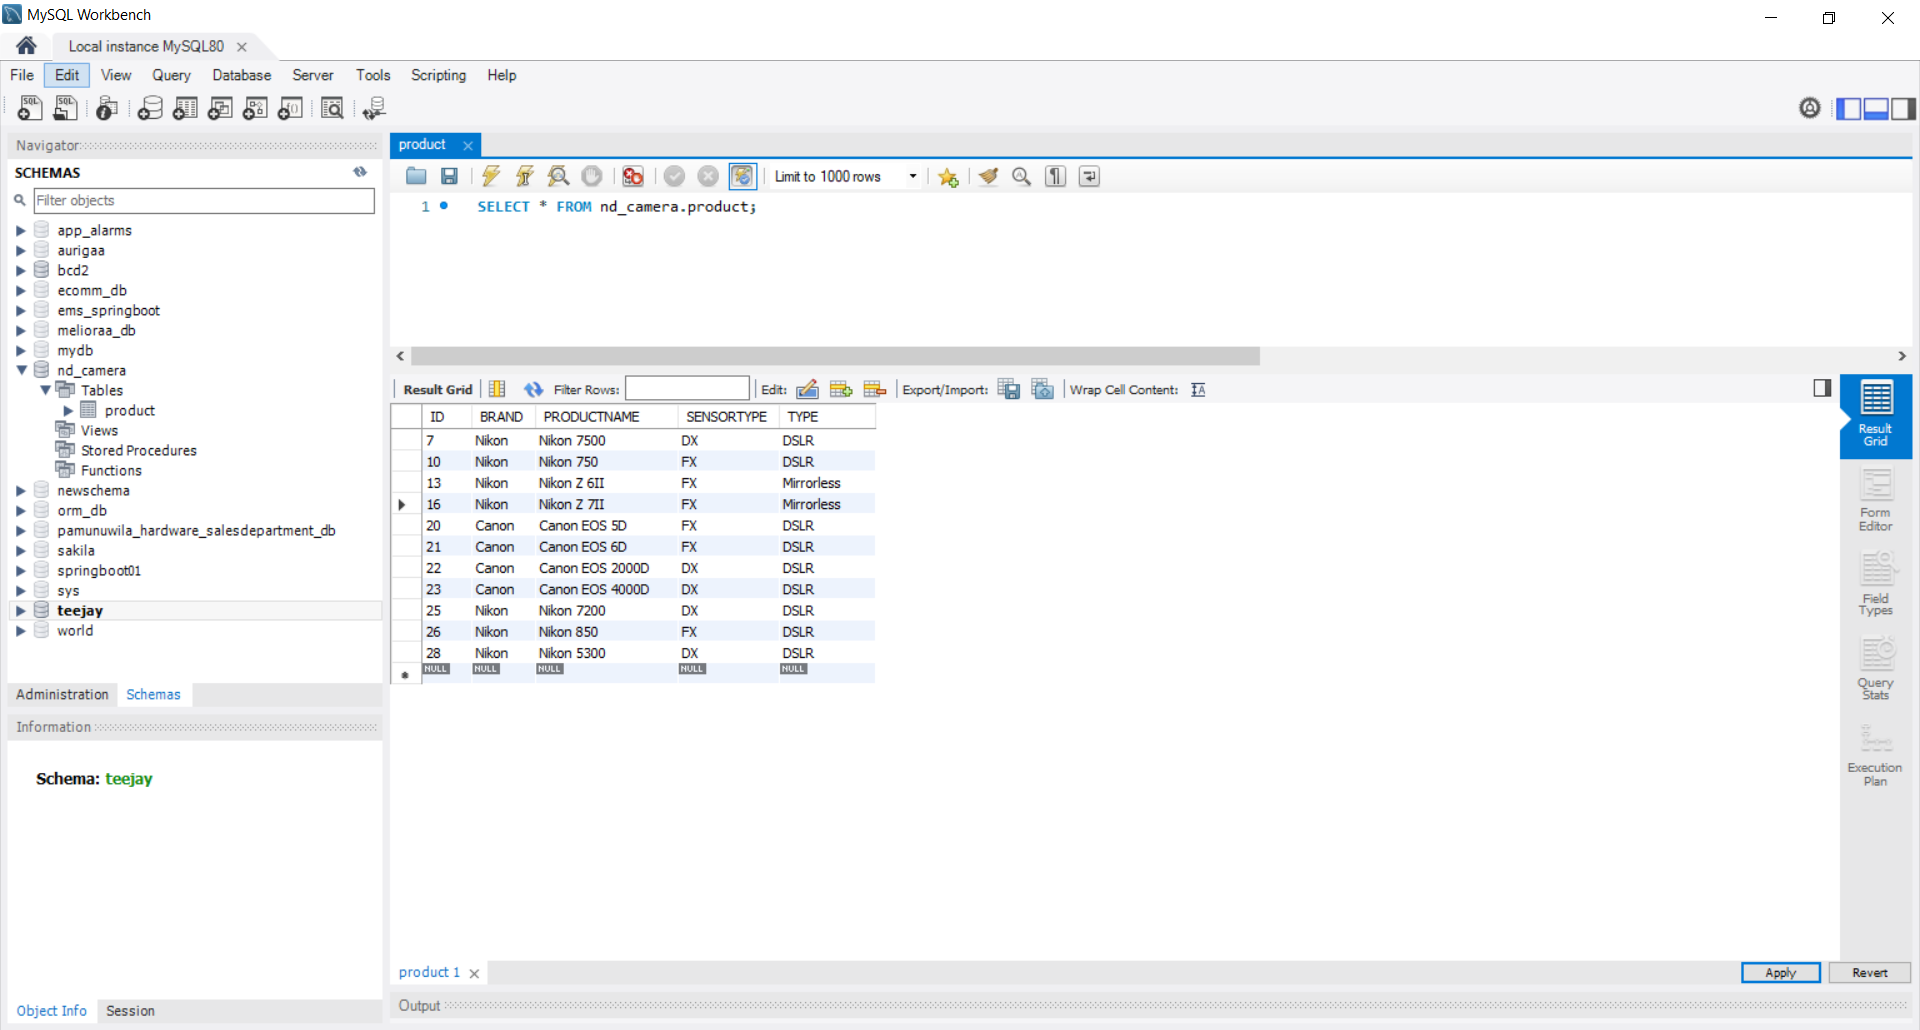 MySQL Workbench
Local instance MySQL80
File Edit View Query Database Server Tools Scripting Help
Navigator
SCHEMAS
Filter objects
app_alarms
aurigaa
bcd2
ecomm_db
ems_springboot
melioraa_db
mydb
nd_camera
Tables
product
Views
Stored Procedures
Functions
newschema
orm_db
pamunuwila_hardware_salesdepartment_db
sakila
springboot01
sys
teejay
world
Administration Schemas
Information
Schema: teejay
Object Info Session
product
Limit to 1000 rows
1 SELECT * FROM nd_camera.product;
Result Grid Filter Rows: Edit: Export/Import: Wrap Cell Content:
ID BRAND PRODUCTNAME SENSORTYPE TYPE
7 Nikon Nikon 7500 DX DSLR
10 Nikon Nikon 750 FX DSLR
13 Nikon Nikon Z 6II FX Mirrorless
16 Nikon Nikon Z 7II FX Mirrorless
20 Canon Canon EOS 5D FX DSLR
21 Canon Canon EOS 6D FX DSLR
22 Canon Canon EOS 2000D DX DSLR
23 Canon Canon EOS 4000D DX DSLR
25 Nikon Nikon 7200 DX DSLR
26 Nikon Nikon 850 FX DSLR
28 Nikon Nikon 5300 DX DSLR
NULL NULL NULL NULL NULL
Result
Grid
Form
Editor
Field
Types
Query
Stats
Execution
Plan
product 1
Apply Revert
Output